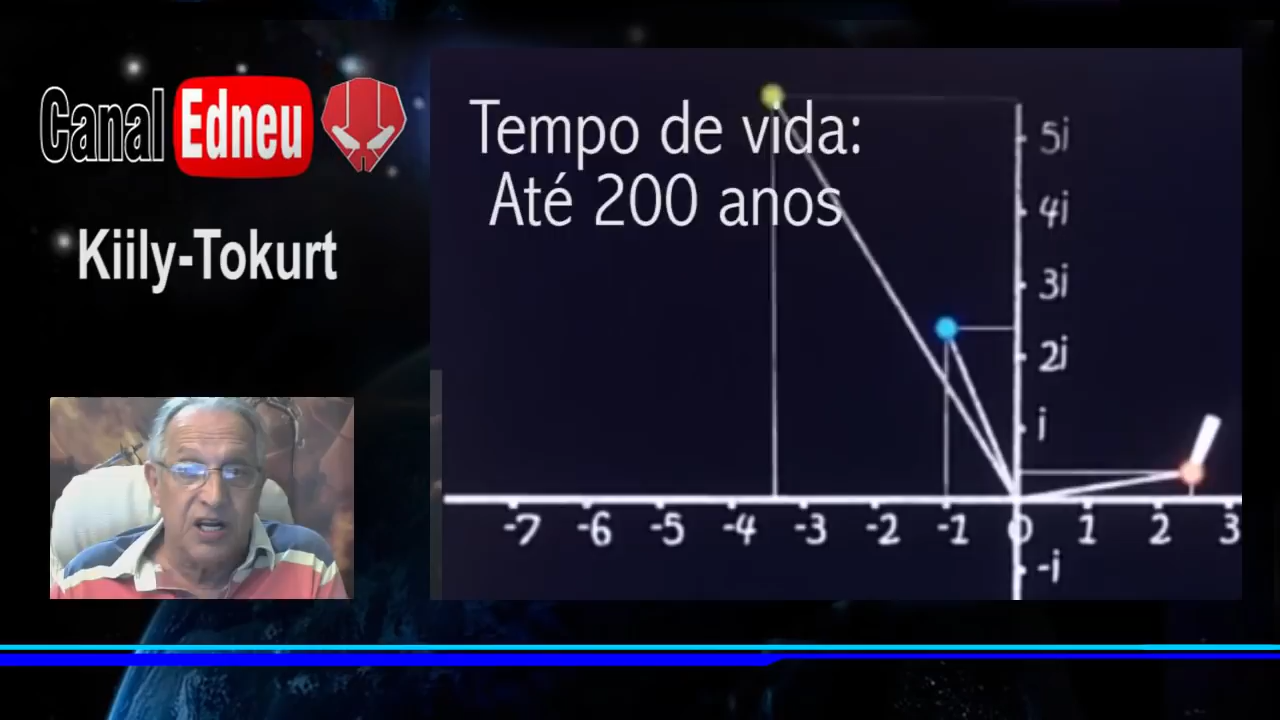 Canal Edneu
Kiily-Tokurt
Tempo de vida:
Até 200 anos
5i
4i
3i
2i
i
-7 -6 -5 -4 -3 -2 -1 0 1 2 3
-i